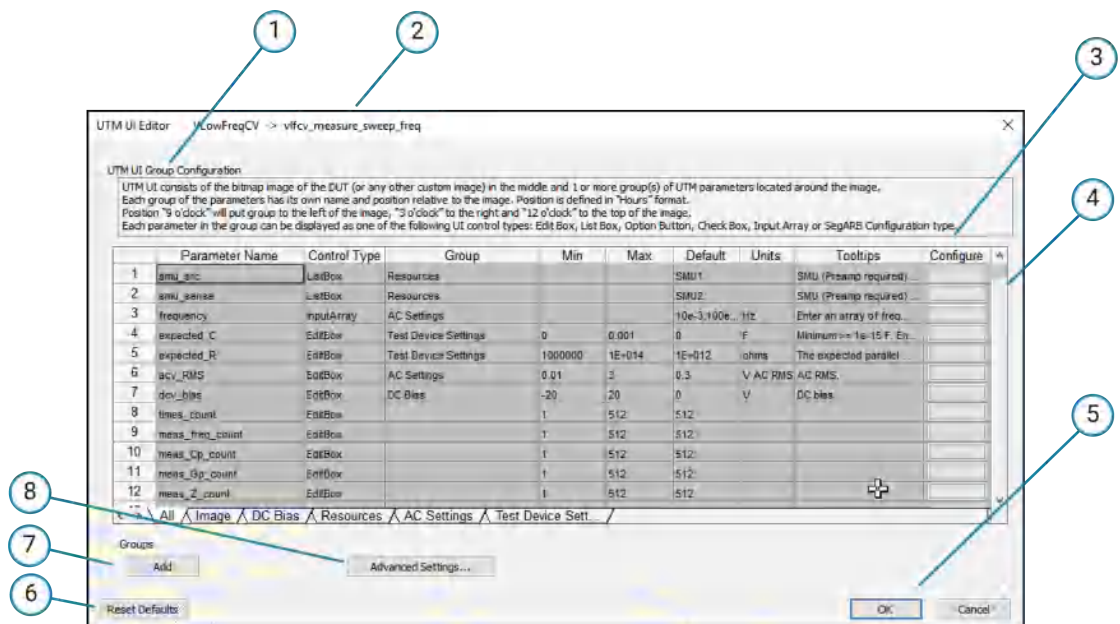 1
2
3
UTM UI Editor VLowFreqCV -> vlfcv_measure_sweep_freq
UTM UI Group Configuration
UTM UI consists of the bitmap image of the DUT (or any other custom image) in the middle and 1 or more group(s) of UTM parameters located around the image.
Each group of the parameters has its own name and position relative to the image. Position is defined in "Hours" format.
Position "9 o'clock" will put group to the left of the image, "3 o'clock" to the right and "12 o'clock" to the top of the image.
Each parameter in the group can be displayed as one of the following UI control types: Edit Box, List Box, Option Button, Check Box, Input Array or SegARB Configuration type.
4
Parameter Name Control Type Group Min Max Default Units Tooltips Configure
1 smu_src ListBox Resources SMU1 SMU (Preamp required) ...
2 smu_sense ListBox Resources SMU2 SMU (Preamp required) ...
3 frequency InputArray AC Settings 10e-3,100e... Hz Enter an array of freq...
4 expected_C EditBox Test Device Settings 0 0.001 0 F Minimum>= 1e-15 F. En...
5 expected_R EditBox Test Device Settings 1000000 1E+014 1E+012 ohms The expected parallel ...
6 acv_RMS EditBox AC Settings 0.01 3 0.3 V AC RMS AC RMS.
7 dcv_bias EditBox DC Bias -20 20 0 V DC bias
8 times_count EditBox 1 512 512
9 meas_freq_count EditBox 1 512 512
10 meas_Cp_count EditBox 1 512 512
11 meas_Gp_count EditBox 1 512 512
12 meas_Z_count EditBox 1 512 512
All Image DC Bias Resources AC Settings Test Device Sett...
5
8
Groups
7
Add Advanced Settings...
6
Reset Defaults OK Cancel